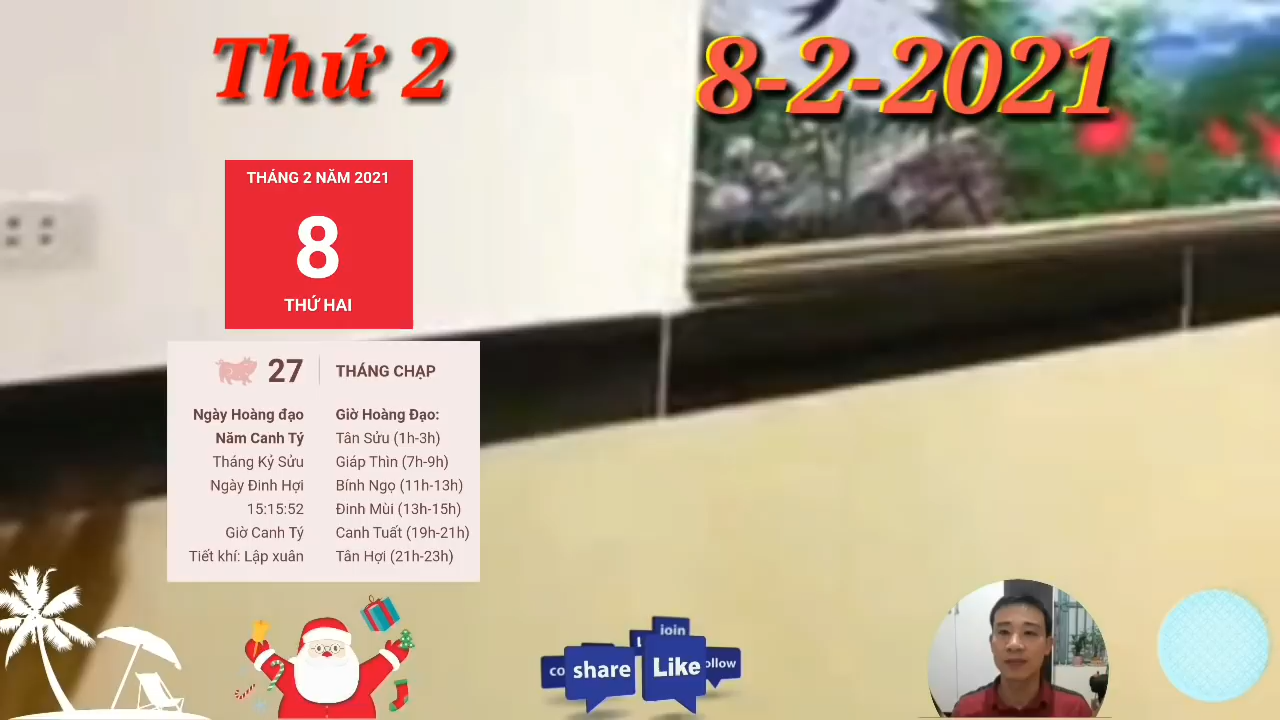 Thứ 2
8-2-2021
THÁNG 2 NĂM 2021
8
THỨ HAI
27
THÁNG CHẠP
Ngày Hoàng đạo
Năm Canh Tý
Tháng Kỷ Sửu
Ngày Đinh Hợi
15:15:52
Giờ Canh Tý
Tiết khí: Lập xuân
Giờ Hoàng Đạo:
Tân Sửu (1h-3h)
Giáp Thìn (7h-9h)
Bính Ngọ (11h-13h)
Đinh Mùi (13h-15h)
Canh Tuất (19h-21h)
Tân Hợi (21h-23h)
join
share
Like
ollow
co